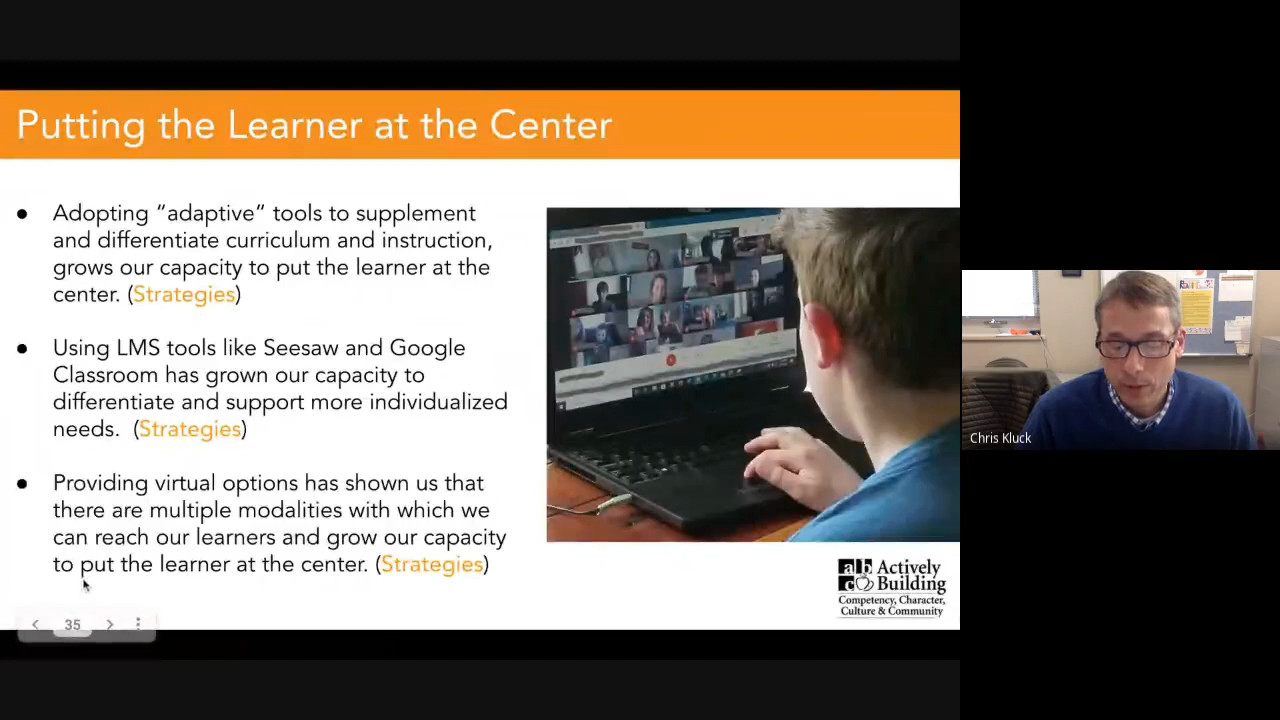 Putting the Learner at the Center
● Adopting “adaptive“ tools to supplement
and differentiate curriculum and instruction,
grows our capacity to put the learner at the
center. (Strategies)
● Using LMS tools like Seesaw and Google
Classroom has grown our capacity to
differentiate and support more individualized
needs.  (Strategies)
● Providing virtual options has shown us that
there are multiple modalities with which we
can reach our learners and grow our capacity
to put the learner at the center. (Strategies)
35
abc Actively
Building
Competency, Character,
Culture & Community
Chris Kluck